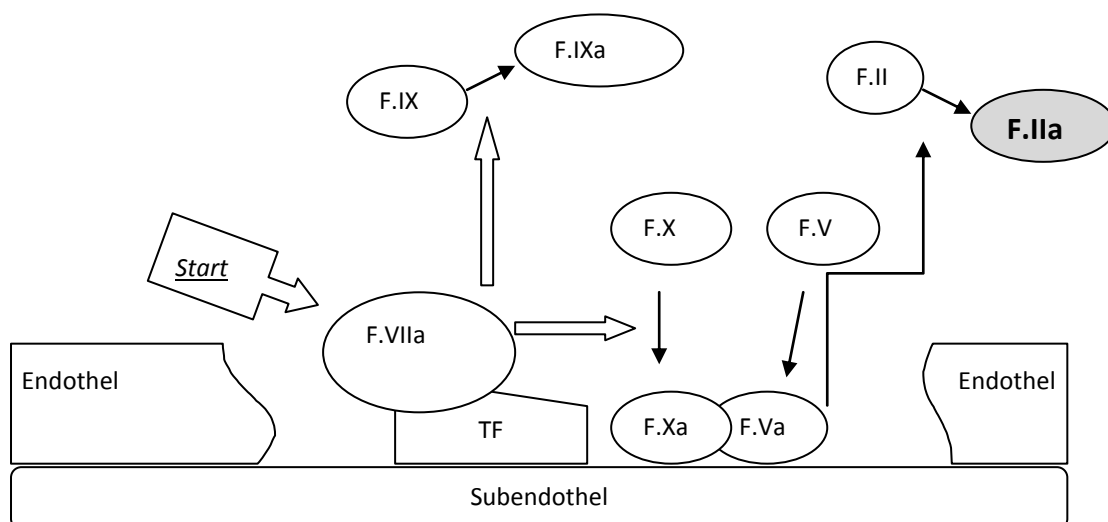 F.IXa
F.IX
F.II
F.IIa
F.X
F.V
Start
F.VIIa
Endothel
Endothel
TF
F.Xa
F.Va
Subendothel